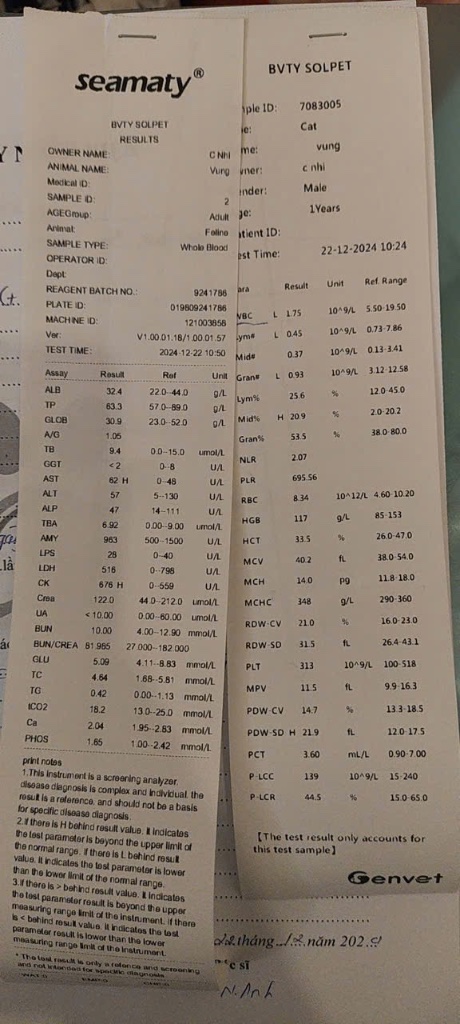 seamaty®
BVTY SOLPET
RESULTS
OWNER NAME: C NHI
ANIMAL NAME: Vung
Medical ID:
SAMPLE ID: 2
AGEGroup: Adult
Animal: Feline
SAMPLE TYPE: Whole Blood
OPERATOR ID:
Dept:
REAGENT BATCH NO.: 9241786
PLATE ID: 019809241786
MACHINE ID: 121003858
Ver: V1.00.01.18/1.00.01.57
TEST TIME: 2024-12-22 10:50
Assay Result Ref Unit
ALB 32.4 22.0--44.0 g/L
TP 63.3 57.0--89.0 g/L
GLOB 30.9 23.0--52.0 g/L
A/G 1.05
TB 9.4 0.0--15.0 umol/L
GGT <2 0--8 U/L
AST 62 H 0--48 U/L
ALT 57 5--130 U/L
ALP 47 14--111 U/L
TBA 6.92 0.00--9.00 umol/L
AMY 963 500--1500 U/L
LPS 28 0--40 U/L
LDH 516 0--798 U/L
CK 676 H 0--559 U/L
Crea 122.0 44.0--212.0 umol/L
UA <10.00 0.00--60.00 umol/L
BUN 10.00 4.00--12.90 mmol/L
BUN/CREA 81.965 27.000--182.000
GLU 5.09 4.11--8.83 mmol/L
TC 4.64 1.68--5.81 mmol/L
TG 0.42 0.00--1.13 mmol/L
tCO2 18.2 13.0--25.0 mmol/L
Ca 2.04 1.95--2.83 mmol/L
PHOS 1.65 1.00--2.42 mmol/L
print notes
1.This Instrument is a screening analyzer,
disease diagnosis is complex and individual, the
result is a reference, and should not be a basis
for specific disease diagnosis.
2.if there is H behind result value. It indicates
the test parameter is beyond the upper limit of
the normal range, if there is L behind result
value. It indicates the test parameter is lower
than the lower limit of the normal range.
3.if there is > behind result value. It indicates
the test parameter result is beyond the upper
measuring range limit of the instrument. if there
is < behind result value. It indicates the test
parameter result is lower than the lower
measuring range limit of the instrument.
* The test result is only a refence and screening
and not intented for specific diagnosis
BVTY SOLPET
ple ID: 7083005
e: Cat
me: vung
ner: c nhi
nder: Male
ge: 1Years
atient ID:
est Time: 22-12-2024 10:24
ara Result Unit Ref. Range
WBC L 1.75 10^9/L 5.50-19.50
ym# L 0.45 10^9/L 0.73-7.86
Mid# 0.37 10^9/L 0.13-3.41
Gran# L 0.93 10^9/L 3.12-12.58
Lym% 25.6 % 12.0-45.0
Mid% H 20.9 % 2.0-20.2
Gran% 53.5 % 38.0-80.0
NLR 2.07
PLR 695.56
RBC 8.34 10^12/L 4.60-10.20
HGB 117 g/L 85-153
HCT 33.5 % 26.0-47.0
MCV 40.2 fL 38.0-54.0
MCH 14.0 pg 11.8-18.0
MCHC 348 g/L 290-360
RDW-CV 21.0 % 16.0-23.0
RDW-SD 31.5 fL 26.4-43.1
PLT 313 10^9/L 100-518
MPV 11.5 fL 9.9-16.3
PDW-CV 14.7 % 13.3-18.5
PDW-SD H 21.9 fL 12.0-17.5
PCT 3.60 mL/L 0.90-7.00
P-LCC 139 10^9/L 15-240
P-LCR 44.5 % 15.0-65.0
【The test result only accounts for
this test sample】
Genvet
tháng năm 202
c sĩ
N. Anh